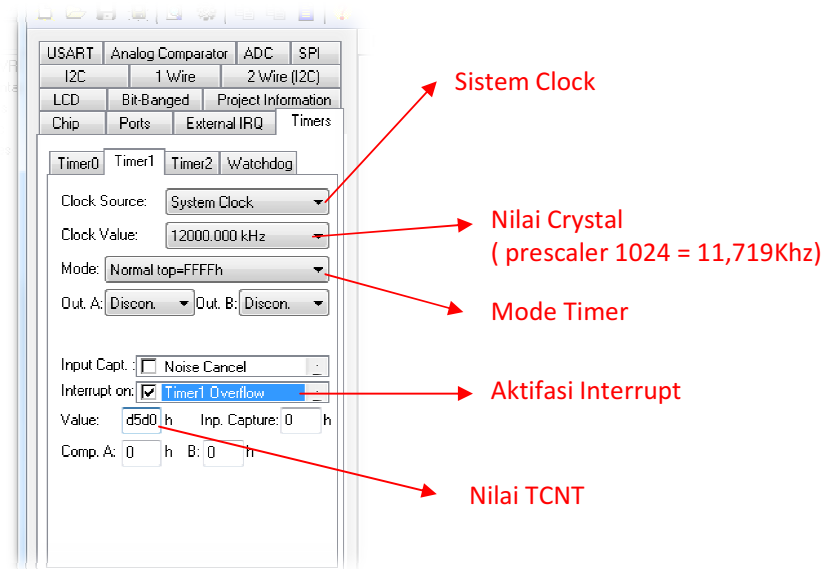 USART Analog Comparator ADC SPI
I2C 1 Wire 2 Wire (I2C)
LCD Bit-Banged Project Information
Chip Ports External IRQ Timers
Timer0 Timer1 Timer2 Watchdog
Clock Source: System Clock
Clock Value: 12000.000 kHz
Mode: Normal top=FFFFh
Out. A: Discon. Out. B: Discon.
Input Capt. : Noise Cancel
Interrupt on: Timer1 Overflow
Value: d5d0 h Inp. Capture: 0 h
Comp. A: 0 h B: 0 h
Sistem Clock
Nilai Crystal
( prescaler 1024 = 11,719Khz)
Mode Timer
Aktifasi Interrupt
Nilai TCNT